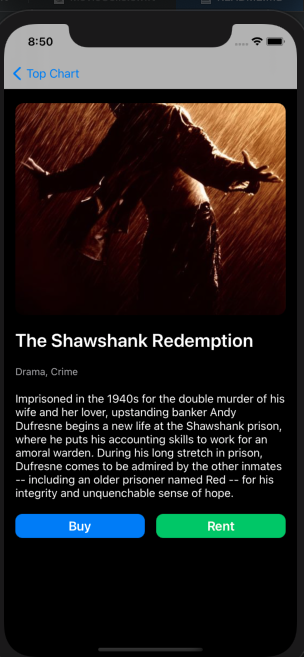 8:50
Top Chart
The Shawshank Redemption
Drama, Crime
Imprisoned in the 1940s for the double murder of his
wife and her lover, upstanding banker Andy
Dufresne begins a new life at the Shawshank prison,
where he puts his accounting skills to work for an
amoral warden. During his long stretch in prison,
Dufresne comes to be admired by the other inmates
-- including an older prisoner named Red -- for his
integrity and unquenchable sense of hope.
Buy Rent